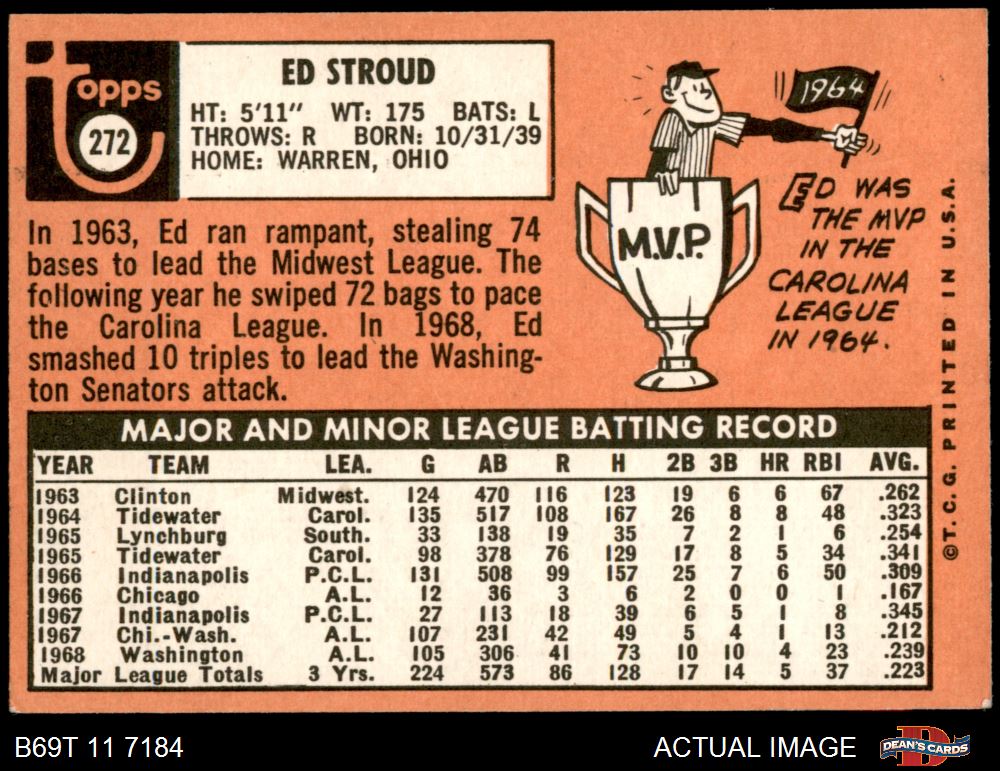 topps
272
ED STROUD
HT: 5'11" WT: 175 BATS: L
THROWS: R BORN: 10/31/39
HOME: WARREN, OHIO
In 1963, Ed ran rampant, stealing 74
bases to lead the Midwest League. The
following year he swiped 72 bags to pace
the Carolina League. In 1968, Ed
smashed 10 triples to lead the Washing-
ton Senators attack.
1964
M.V.P.
ED WAS
THE MVP
IN THE
CAROLINA
LEAGUE
IN 1964.
©T.C.G. PRINTED IN U.S.A.
MAJOR AND MINOR LEAGUE BATTING RECORD
YEAR TEAM LEA. G AB R H 2B 3B HR RBI AVG.
1963 Clinton Midwest. 124 470 116 123 19 6 6 67 .262
1964 Tidewater Carol. 135 517 108 167 26 8 8 48 .323
1965 Lynchburg South. 33 138 19 35 7 2 1 6 .254
1965 Tidewater Carol. 98 378 76 129 17 8 5 34 .341
1966 Indianapolis P.C.L. 131 508 99 157 25 7 6 50 .309
1966 Chicago A.L. 12 36 3 6 2 0 0 1 .167
1967 Indianapolis P.C.L. 27 113 18 39 6 5 1 8 .345
1967 Chi.-Wash. A.L. 107 231 42 49 5 4 1 13 .212
1968 Washington A.L. 105 306 41 73 10 10 4 23 .239
Major League Totals 3 Yrs. 224 573 86 128 17 14 5 37 .223
B69T 11 7184
ACTUAL IMAGE
DEAN'S CARDS